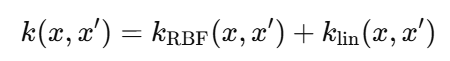 k(x, x′) = k_RBF(x, x′) + k_lin(x, x′)